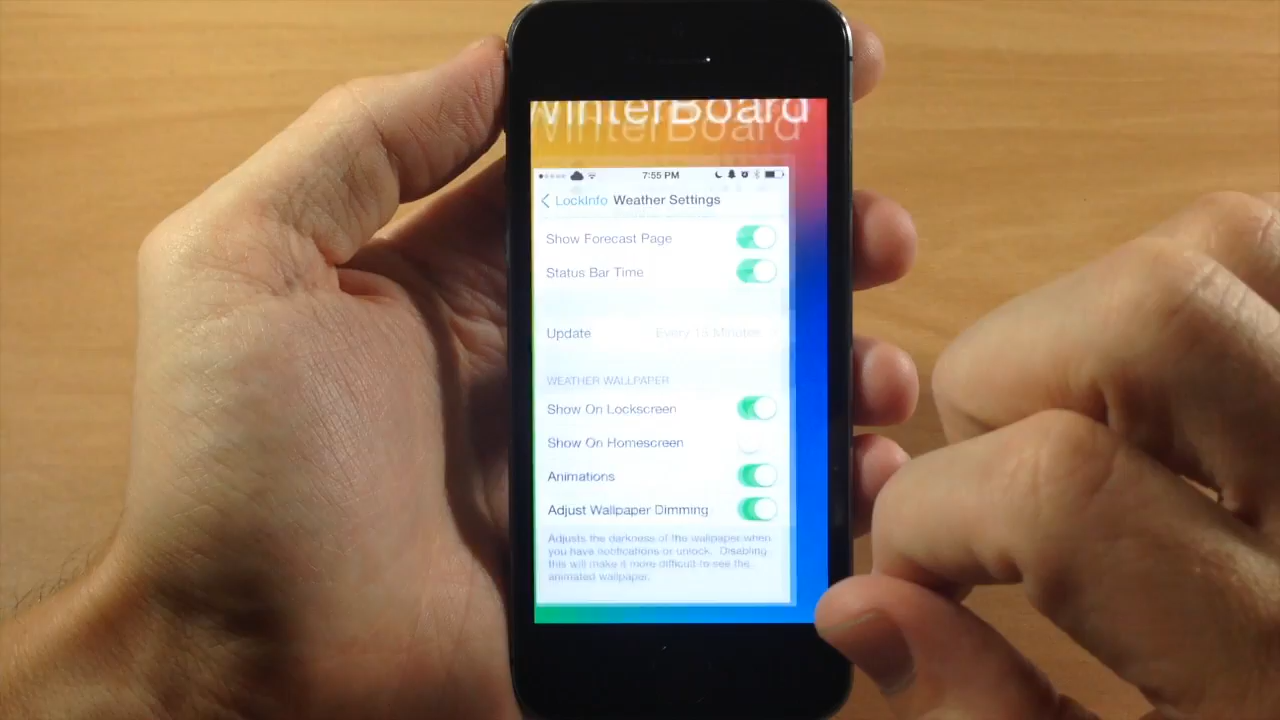 WinterBoard
WinterBoard
7:55 PM
LockInfo Weather Settings
Show Forecast Page
Status Bar Time
Update Every 15 Minutes
WEATHER WALLPAPER
Show On Lockscreen
Show On Homescreen
Animations
Adjust Wallpaper Dimming
Adjusts the darkness of the wallpaper when
you have notifications or unlock. Disabling
this will make it more difficult to see the
animated wallpaper.